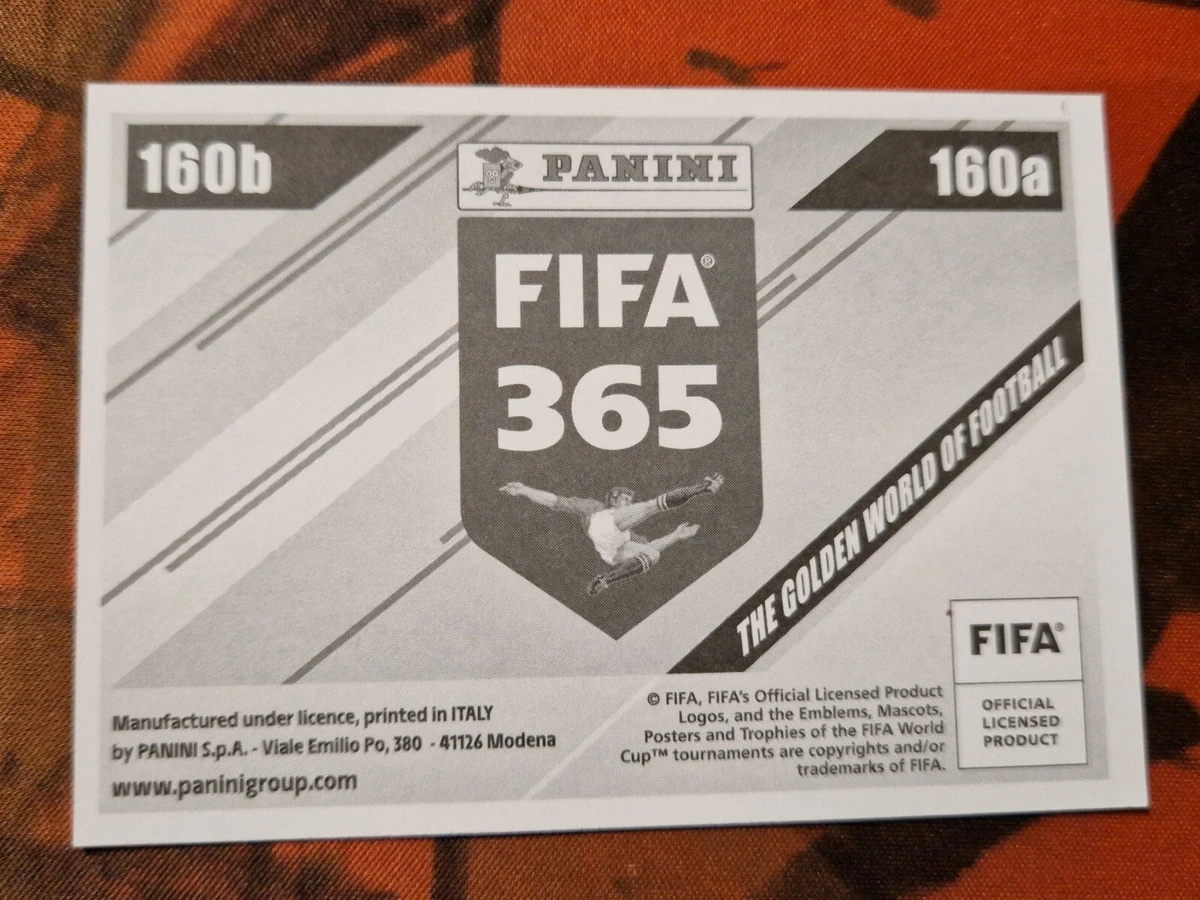 160b
PANINI
160a
FIFA®
365
THE GOLDEN WORLD OF FOOTBALL
Manufactured under licence, printed in ITALY
by PANINI S.p.A. - Viale Emilio Po, 380 - 41126 Modena
www.paninigroup.com
© FIFA, FIFA's Official Licensed Product
Logos, and the Emblems, Mascots,
Posters and Trophies of the FIFA World
Cup™ tournaments are copyrights and/or
trademarks of FIFA.
FIFA®
OFFICIAL
LICENSED
PRODUCT